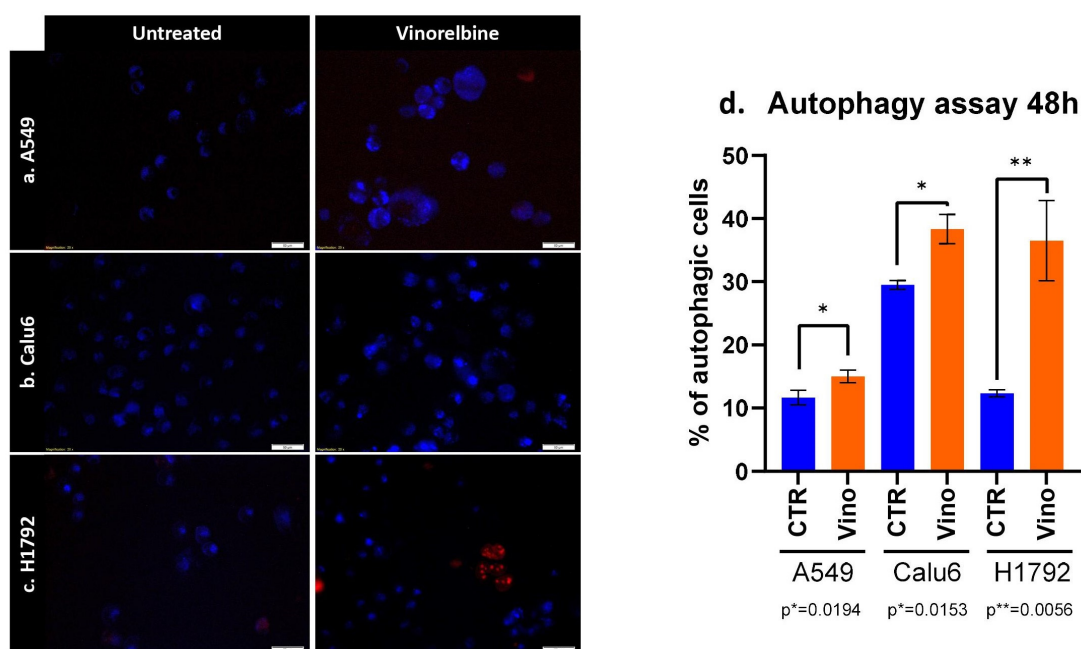 Untreated
Vinorelbine
a. A549
b. Calu6
c. H1792
d. Autophagy assay 48h
% of autophagic cells
50
40
30
20
10
0
*
*
**
CTR
Vino
CTR
Vino
CTR
Vino
A549
Calu6
H1792
p*=0.0194
p*=0.0153
p**=0.0056